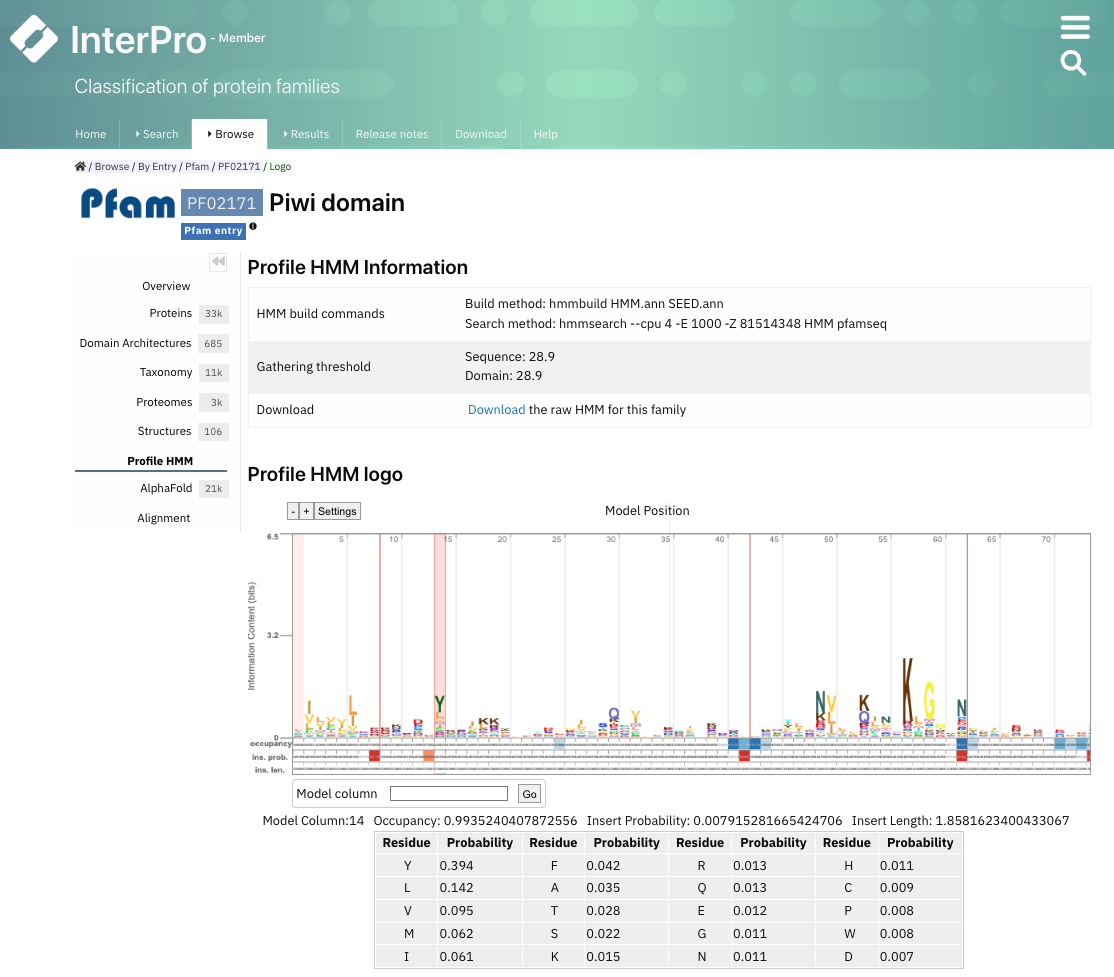 InterPro - Member
Classification of protein families
Home Search Browse Results Release notes Download Help
/ Browse / By Entry / Pfam / PF02171 / Logo
Pfam PF02171 Piwi domain
Pfam entry
Overview
Proteins 33k
Domain Architectures 685
Taxonomy 11k
Proteomes 3k
Structures 106
Profile HMM
AlphaFold 21k
Alignment
Profile HMM Information
HMM build commands
Build method: hmmbuild HMM.ann SEED.ann
Search method: hmmsearch --cpu 4 -E 1000 -Z 81514348 HMM pfamseq
Gathering threshold
Sequence: 28.9
Domain: 28.9
Download
Download the raw HMM for this family
Profile HMM logo
- + Settings
Model Position
6.5 5 10 15 20 25 30 35 40 45 50 55 60 65 70
Information Content (bits)
3.2
0
Y Q Y N V K Q N K G N
occupancy
ins. prob.
ins. len.
Model column Go
Model Column:14 Occupancy: 0.9935240407872556 Insert Probability: 0.007915281665424706 Insert Length: 1.8581623400433067
Residue Probability Residue Probability Residue Probability Residue Probability
Y 0.394 F 0.042 R 0.013 H 0.011
L 0.142 A 0.035 Q 0.013 C 0.009
V 0.095 T 0.028 E 0.012 P 0.008
M 0.062 S 0.022 G 0.011 W 0.008
I 0.061 K 0.015 N 0.011 D 0.007